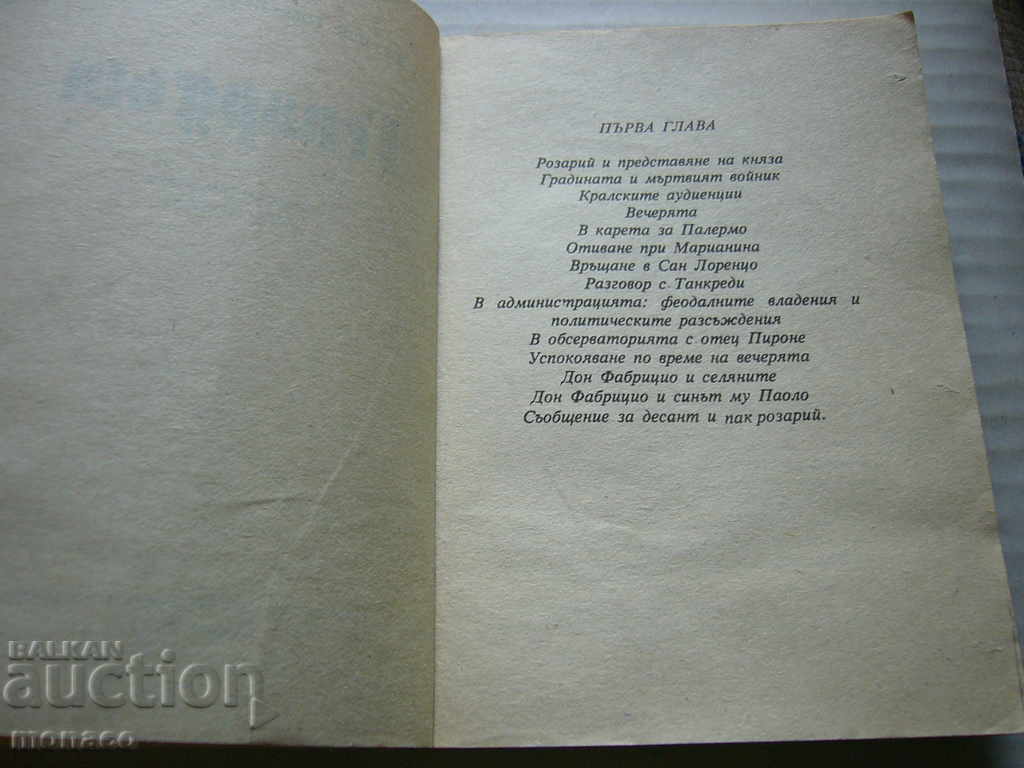 ПЪРВА ГЛАВА
Розарий и представяне на княза
Градината и мъртвият войник
Кралските аудиенции
Вечерята
В карета за Палермо
Отиване при Марианина
Връщане в Сан Лоренцо
Разговор с Танкреди
В администрацията: феодалните владения и
политическите разсъждения
В обсерваторията с отец Пироне
Успокояване по време на вечерята
Дон Фабрицио и селяните
Дон Фабрицио и синът му Паоло
Съобщение за десант и пак розарий.
BALKAN
auction
monaco